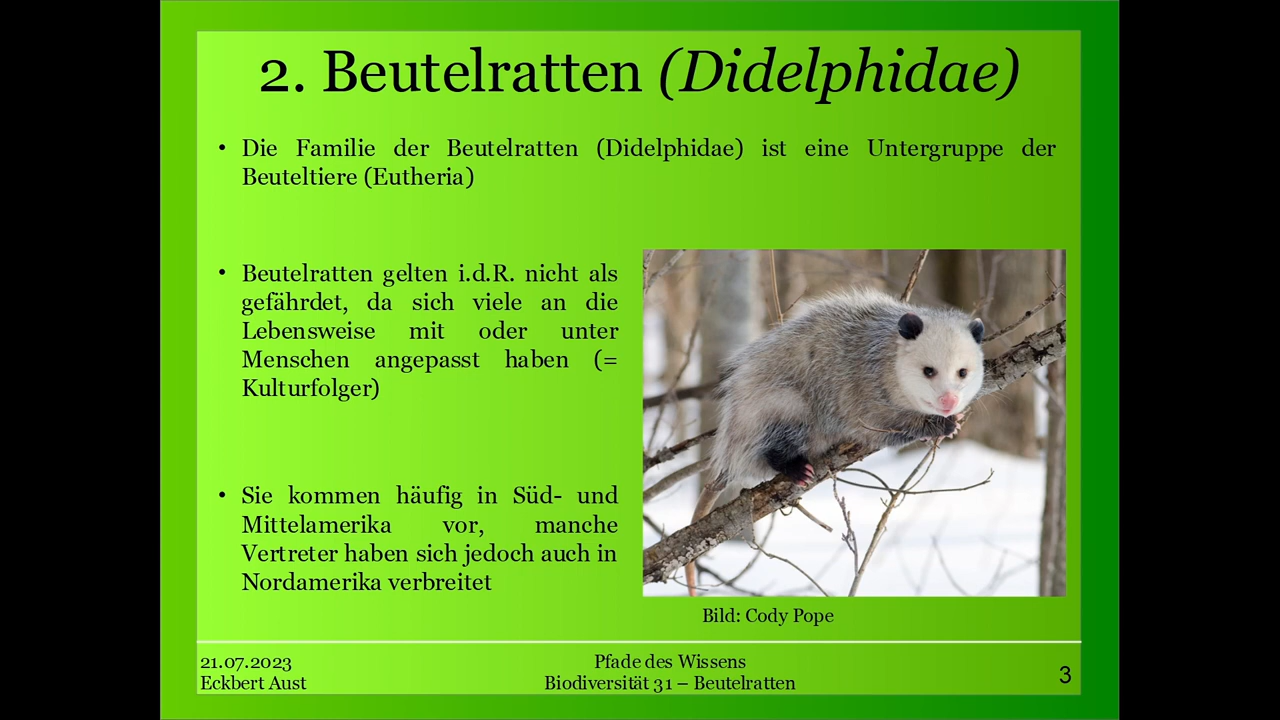 2. Beutelratten (Didelphidae)
• Die Familie der Beutelratten (Didelphidae) ist eine Untergruppe der
Beuteltiere (Eutheria)
• Beutelratten gelten i.d.R. nicht als
gefährdet, da sich viele an die
Lebensweise mit oder unter
Menschen angepasst haben (=
Kulturfolger)
• Sie kommen häufig in Süd- und
Mittelamerika vor, manche
Vertreter haben sich jedoch auch in
Nordamerika verbreitet
Bild: Cody Pope
21.07.2023
Eckbert Aust
Pfade des Wissens
Biodiversität 31 – Beutelratten
3